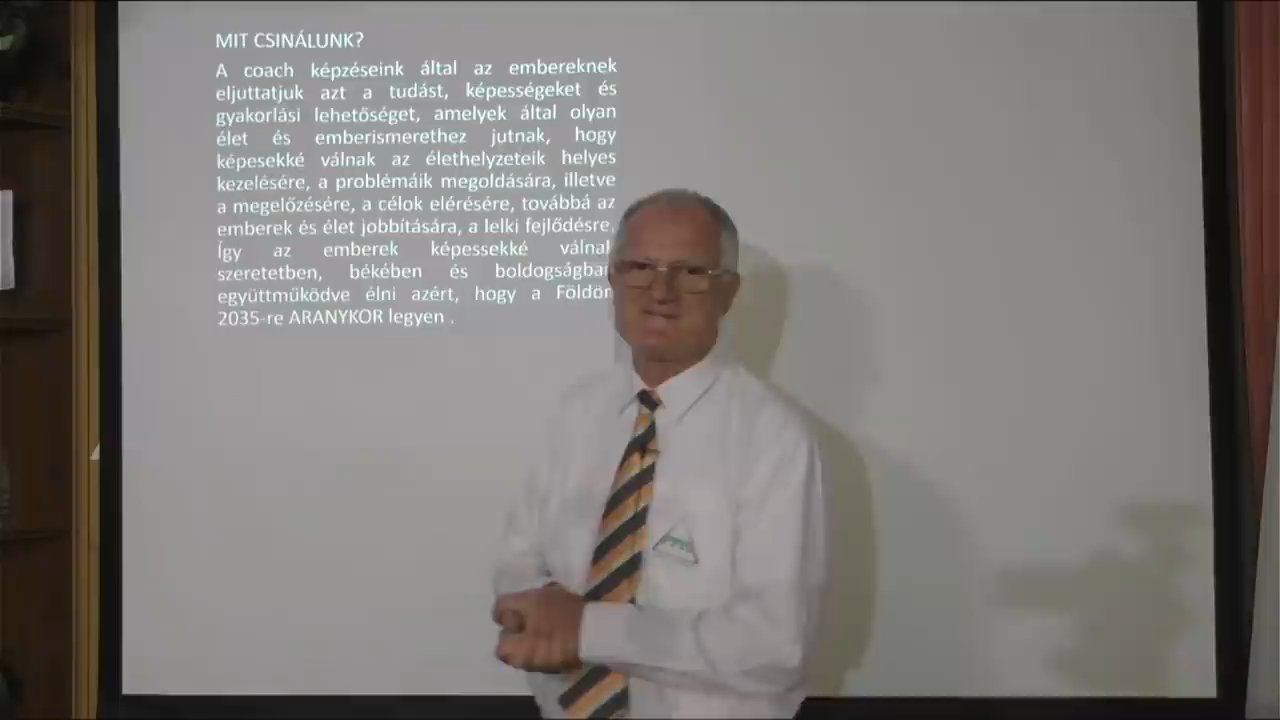 MIT CSINÁLUNK?
A coach képzéseink által az embereknek
eljuttatjuk azt a tudást, képességeket és
gyakorlási lehetőséget, amelyek által olyan
élet és emberismerethez jutnak, hogy
képesekké válnak az élethelyzeteik helyes
kezelésére, a problémáik megoldására, illetve
a megelőzésére, a célok elérésére, továbbá az
emberek és élet jobbítására, a lelki fejlődésre.
Így az emberek képessekké válnak
szeretetben, békében és boldogságban
együttműködve élni azért, hogy a Földön
2035-re ARANYKOR legyen .